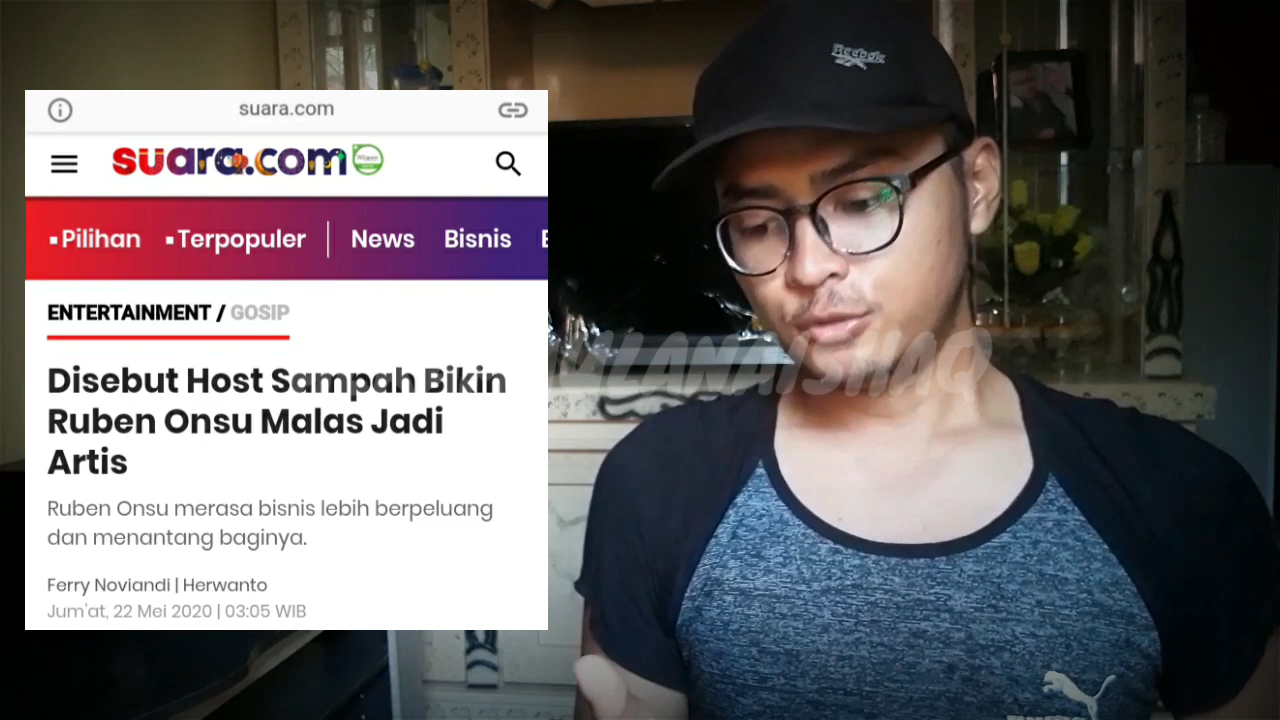 suara.com
suara.com
Pilihan
Terpopuler
News
Bisnis
ENTERTAINMENT / GOSIP
Disebut Host Sampah Bikin
Ruben Onsu Malas Jadi
Artis
Ruben Onsu merasa bisnis lebih berpeluang
dan menantang baginya.
Ferry Noviandi | Herwanto
Jum'at, 22 Mei 2020 | 03:05 WIB
Reebok
ULANAISHAQ